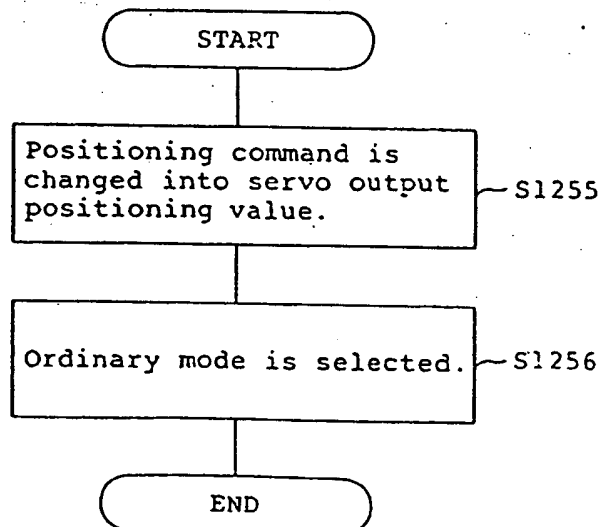 START
Positioning command is
changed into servo output
positioning value.
S1255
Ordinary mode is selected.
S1256
END